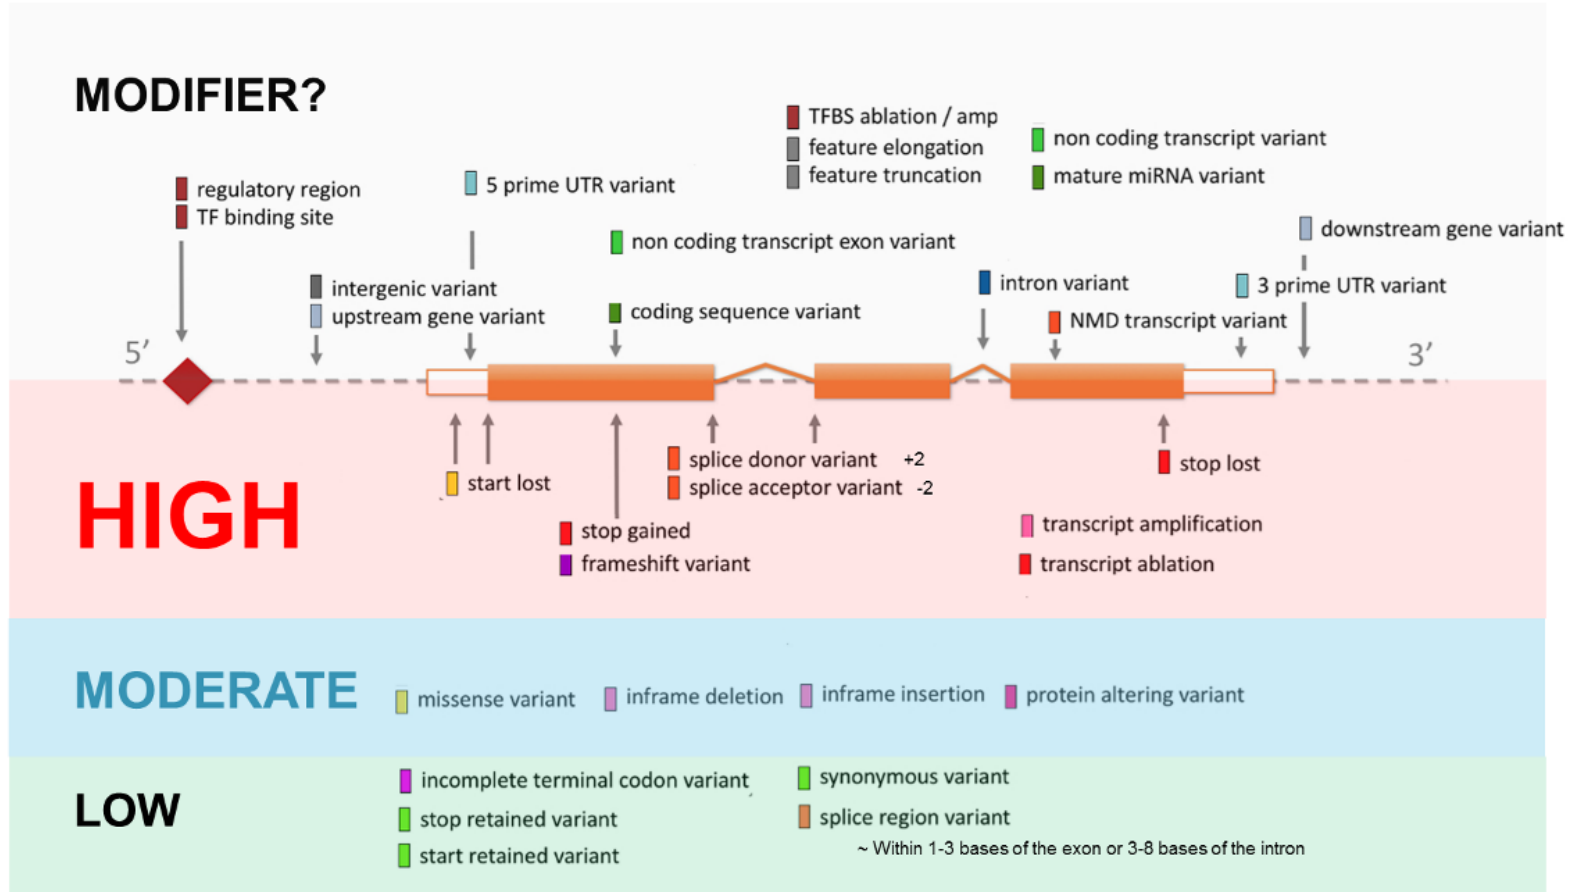 MODIFIER?
TFBS ablation / amp
feature elongation
feature truncation
non coding transcript variant
mature miRNA variant
regulatory region
TF binding site
5 prime UTR variant
non coding transcript exon variant
downstream gene variant
intergenic variant
upstream gene variant
coding sequence variant
intron variant
3 prime UTR variant
NMD transcript variant
5’
3’
HIGH
start lost
splice donor variant +2
splice acceptor variant -2
stop lost
stop gained
frameshift variant
transcript amplification
transcript ablation
MODERATE
missense variant
inframe deletion
inframe insertion
protein altering variant
LOW
incomplete terminal codon variant
stop retained variant
start retained variant
synonymous variant
splice region variant
~ Within 1-3 bases of the exon or 3-8 bases of the intron